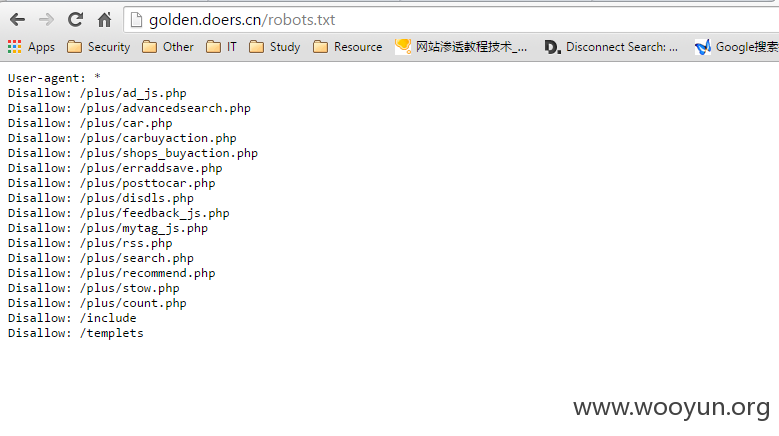 golden.doers.cn/robots.txt
Apps Security Other IT Study Resource 网站渗透教程技术_... Disconnect Search: ... Google搜索
User-agent: *
Disallow: /plus/ad_js.php
Disallow: /plus/advancedsearch.php
Disallow: /plus/car.php
Disallow: /plus/carbuyaction.php
Disallow: /plus/shops_buyaction.php
Disallow: /plus/erraddsave.php
Disallow: /plus/posttocar.php
Disallow: /plus/disdls.php
Disallow: /plus/feedback_js.php
Disallow: /plus/mytag_js.php
Disallow: /plus/rss.php
Disallow: /plus/search.php
Disallow: /plus/recommend.php
Disallow: /plus/stow.php
Disallow: /plus/count.php
Disallow: /include
Disallow: /templets
www.wooyun.org